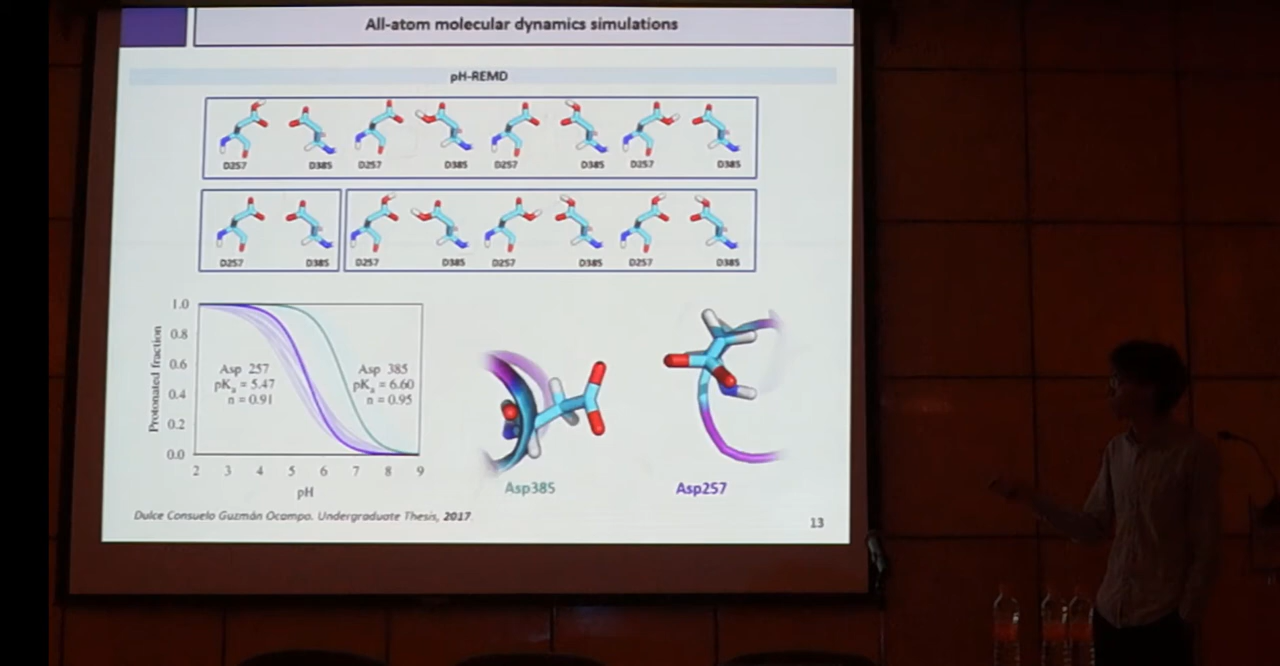 All-atom molecular dynamics simulations
pH-REMD
D257 D385 D257 D385 D257 D385 D257 D385
D257 D385 D257 D385 D257 D385 D257 D385
1.0
0.8
0.6
0.4
0.2
0.0
Protonated fraction
Asp 257
pKa = 5.47
n = 0.91
Asp 385
pKa = 6.60
n = 0.95
2 3 4 5 6 7 8 9
pH
Asp385
Asp257
Dulce Consuelo Guzmán Ocampo. Undergraduate Thesis, 2017
13